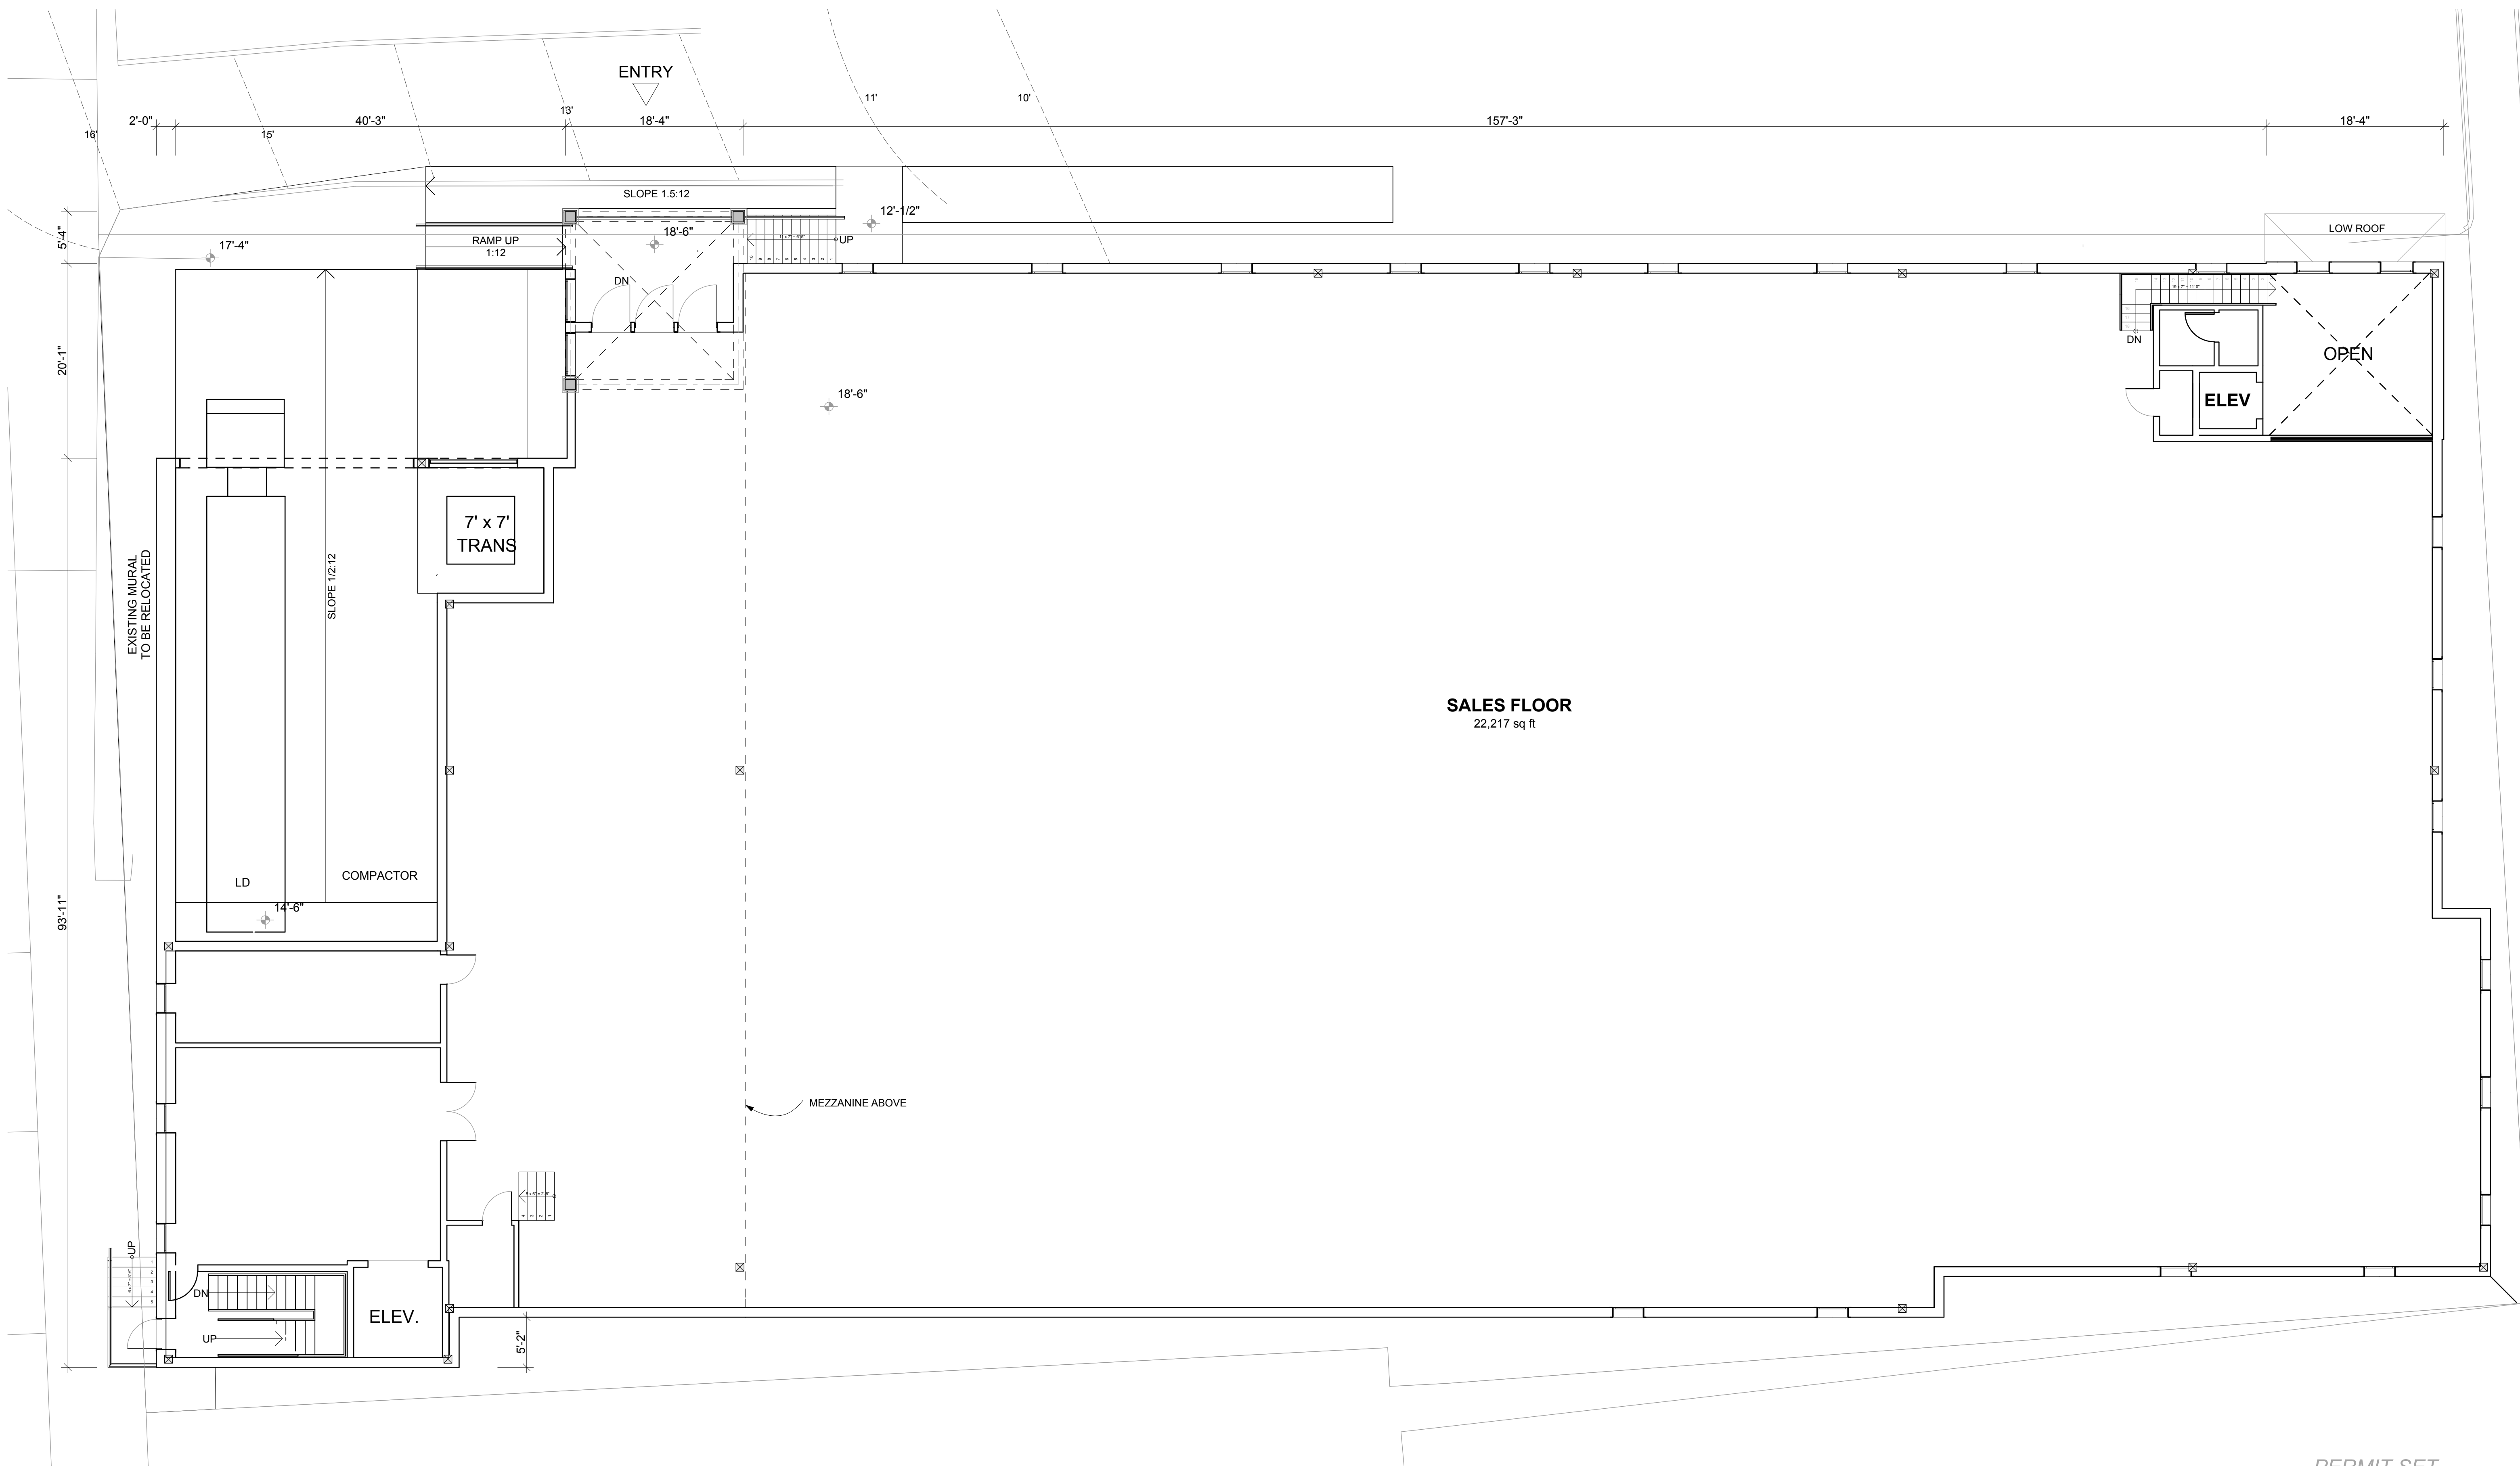 ENTRY
11'
10'
13'
2'-0"
40'-3"
18'-4"
157'-3"
18'-4"
16'
15'
SLOPE 1.5:12
12'-1/2"
5'-4"
17'-4"
RAMP UP
1:12
18'-6"
UP
LOW ROOF
DN
DN
20'-1"
OPEN
18'-6"
ELEV
7' x 7'
TRANS
EXISTING MURAL
TO BE RELOCATED
SLOPE 1/2:12
SALES FLOOR
22,217 sq ft
LD
COMPACTOR
14'-6"
93'-11"
MEZZANINE ABOVE
UP
DN
ELEV.
UP
5'-2"
PERMIT SET